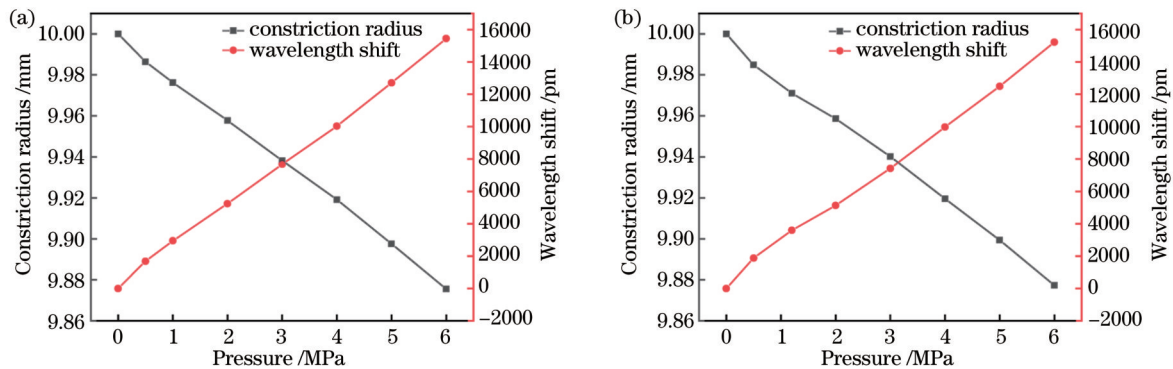 (a)
constriction radius
wavelength shift
Constriction radius /mm
10.00
9.98
9.96
9.94
9.92
9.90
9.88
9.86
0 1 2 3 4 5 6
Pressure /MPa
16000
14000
12000
10000
8000
6000
4000
2000
0
−2000
Wavelength shift /pm
(b)
constriction radius
wavelength shift
Constriction radius /mm
10.00
9.98
9.96
9.94
9.92
9.90
9.88
9.86
0 1 2 3 4 5 6
Pressure /MPa
16000
14000
12000
10000
8000
6000
4000
2000
0
−2000
Wavelength shift /pm